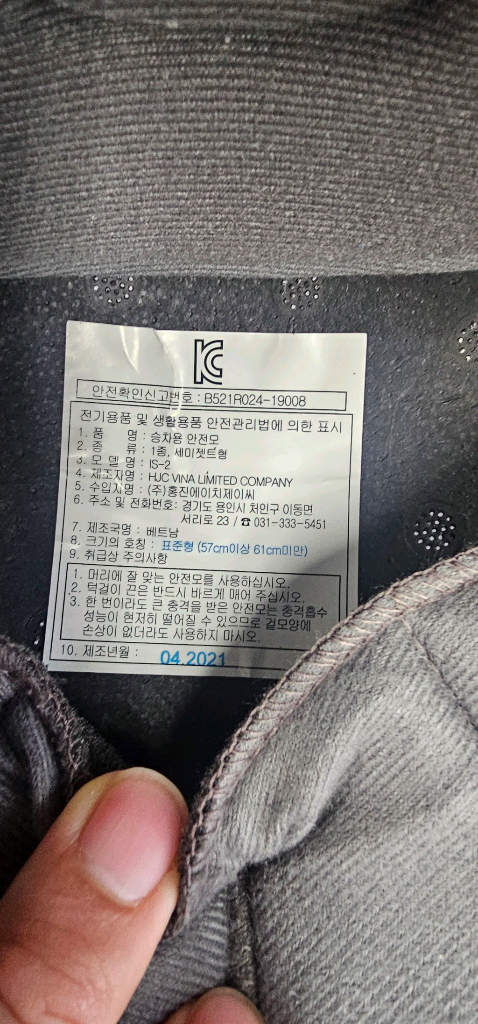 KC
안전확인신고번호 : B521R024-19008
전기용품 및 생활용품 안전관리법에 의한 표시
1. 품 명 : 승차용 안전모
2. 종 류 : 1종, 세미젯트형
3. 모 델 명 : IS-2
4. 제조자명 : HJC VINA LIMITED COMPANY
5. 수입자명 : (주)홍진에이치제이씨
6. 주소 및 전화번호: 경기도 용인시 처인구 이동면
서리로 23 / ☎ 031-333-5451
7. 제조국명 : 베트남
8. 크기의 호칭 : 표준형 (57cm이상 61cm미만)
9. 취급상 주의사항
1. 머리에 잘 맞는 안전모를 사용하십시오.
2. 턱걸이 끈은 반드시 바르게 매어 주십시오.
3. 한 번이라도 큰 충격을 받은 안전모는 충격흡수
성능이 현저히 떨어질 수 있으므로 겉모양에
손상이 없더라도 사용하지 마시오.
10. 제조년월 : 04.2021